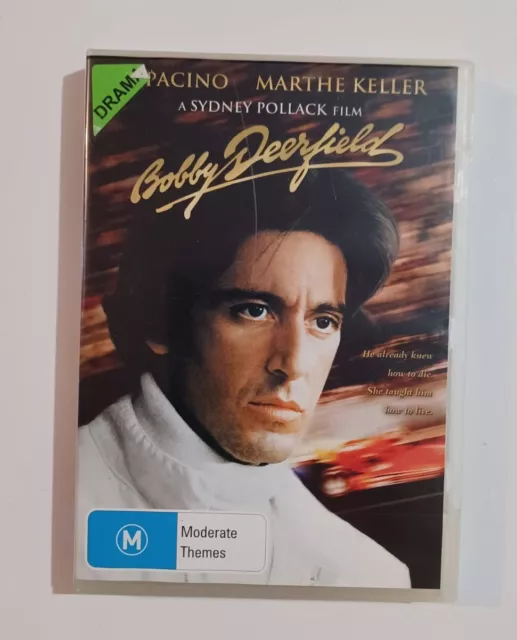 DRAMA
PACINO MARTHE KELLER
A SYDNEY POLLACK FILM
Bobby Deerfield
He already knew
how to die.
She taught him
how to live.
M
Moderate
Themes